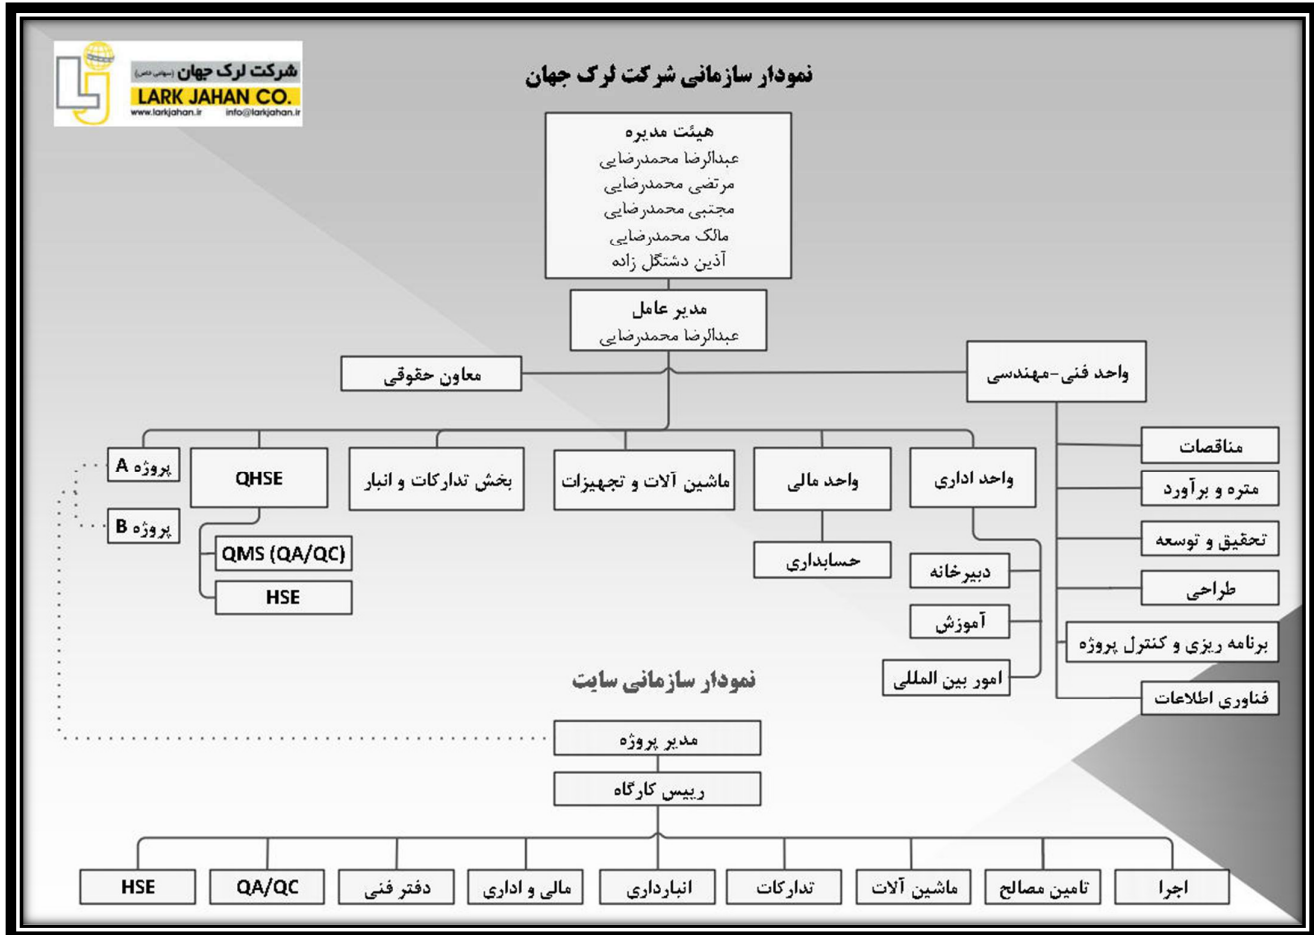 شرکت لرک جهان (سهامی خاص)
LARK JAHAN CO.
www.larkjahan.ir info@larkjahan.ir
نمودار سازمانی شرکت لرک جهان
هیئت مدیره
عبدالرضا محمدرضایی
مرتضی محمدرضایی
مجتبی محمدرضایی
مالک محمدرضایی
آذین دشتگل زاده
مدیر عامل
عبدالرضا محمدرضایی
واحد فنی-مهندسی
معاون حقوقی
مناقصات
متره و برآورد
تحقیق و توسعه
طراحی
برنامه ریزی و کنترل پروژه
فناوری اطلاعات
واحد اداری
واحد مالی
ماشین آلات و تجهیزات
بخش تدارکات و انبار
QHSE
پروژه A
پروژه B
دبیرخانه
آموزش
امور بین المللی
حسابداری
QMS (QA/QC)
HSE
نمودار سازمانی سایت
مدیر پروژه
رییس کارگاه
اجرا
تامین مصالح
ماشین آلات
تدارکات
انبارداری
مالی و اداری
دفتر فنی
QA/QC
HSE